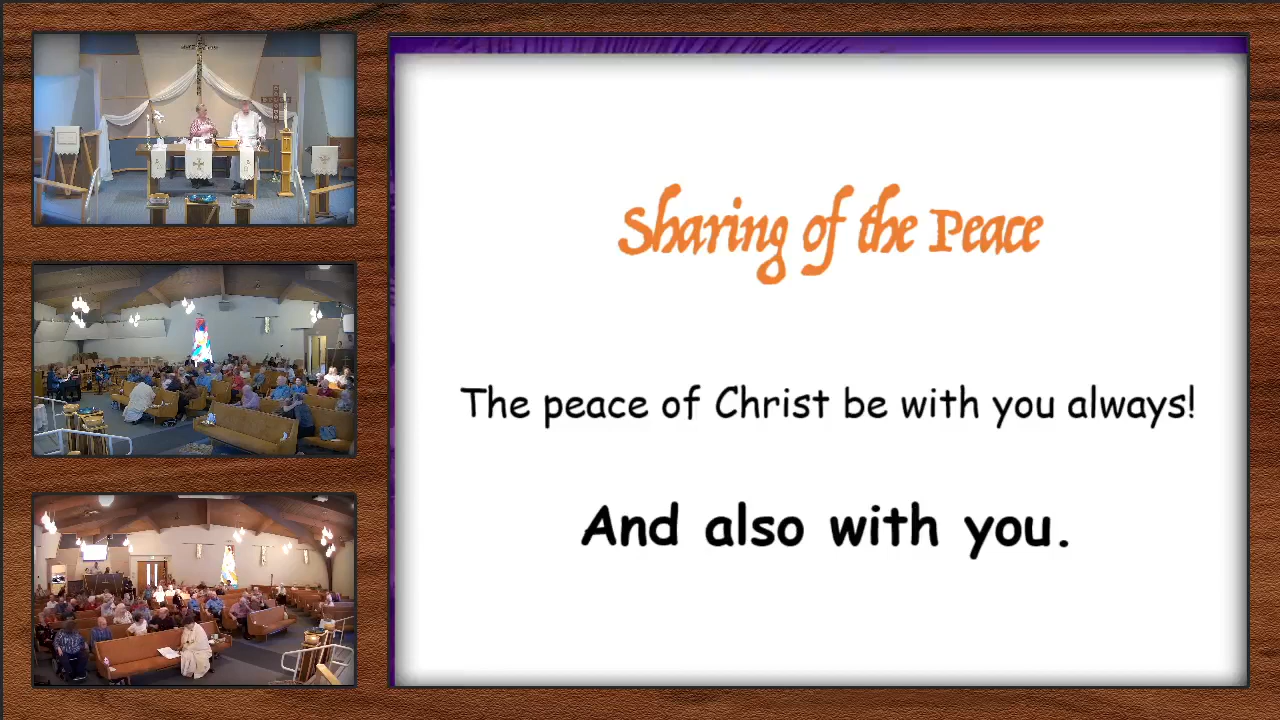 Sharing of the Peace
The peace of Christ be with you always!
And also with you.